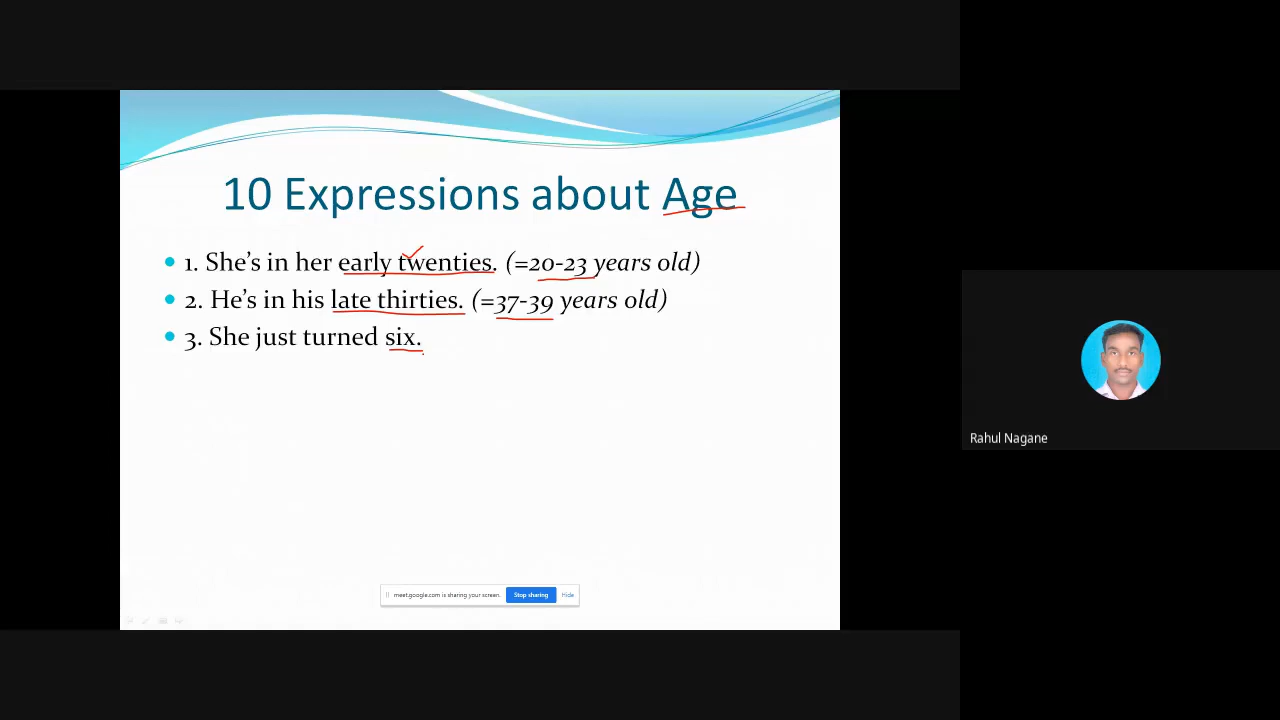 10 Expressions about Age
1. She's in her early twenties. (=20-23 years old)
2. He's in his late thirties. (=37-39 years old)
3. She just turned six.
Rahul Nagane
meet.google.com is sharing your screen. Stop sharing Hide